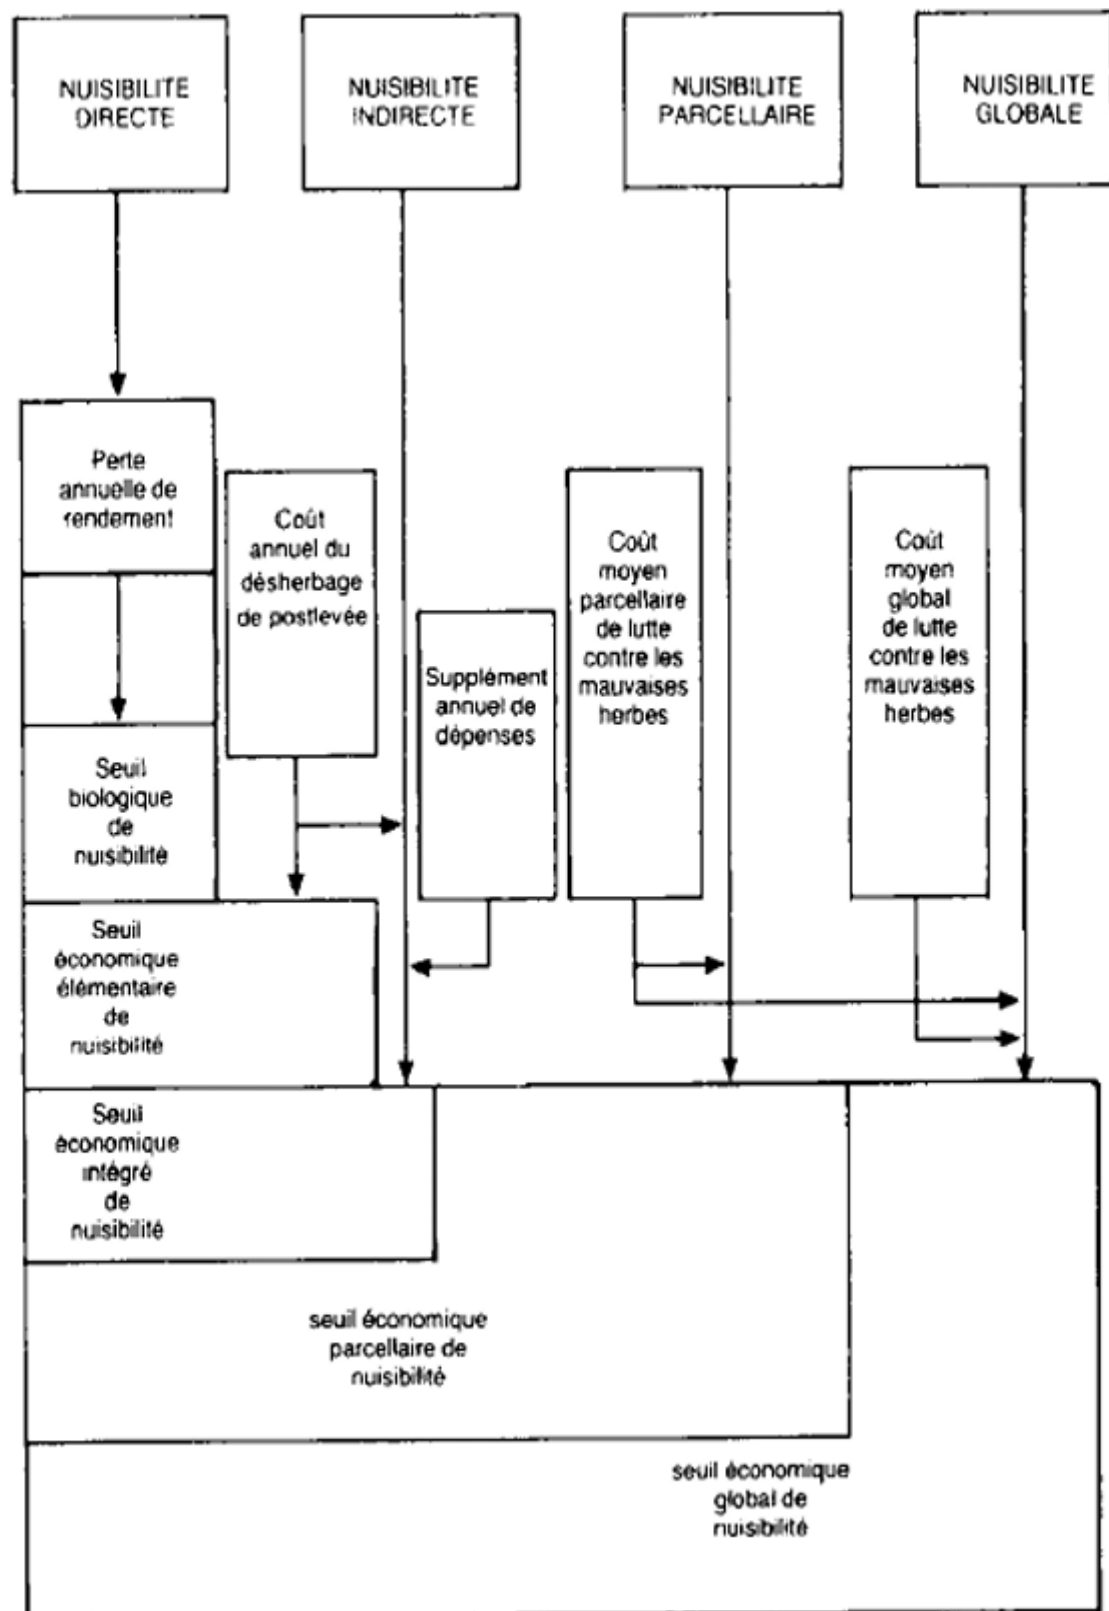 NUISIBILITE
DIRECTE
NUISIBILITE
INDIRECTE
NUISIBILITE
PARCELLAIRE
NUISIBILITE
GLOBALE
Perte
annuelle de
rendement
Coût
annuel du
désherbage
de postlevée
Supplément
annuel de
dépenses
Coût
moyen
parcellaire
de lutte
contre les
mauvaises
herbes
Coût
moyen
global
de lutte
contre les
mauvaises
herbes
Seuil
biologique
de
nuisibilité
Seuil
économique
élémentaire
de
nuisibilité
Seuil
économique
intégré
de
nuisibilité
seuil économique
parcellaire de
nuisibilité
seuil économique
global de
nuisibilité